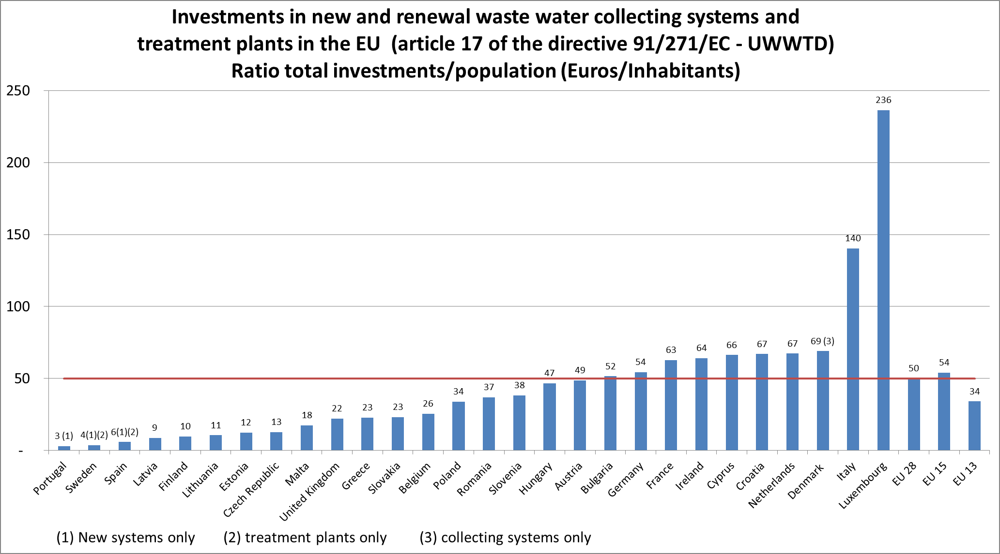 Investments in new and renewal waste water collecting systems and
treatment plants in the EU (article 17 of the directive 91/271/EC - UWWTD)
Ratio total investments/population (Euros/Inhabitants)
250
200
150
100
50
-
3 (1)
4(1)(2)
6(1)(2)
9
10
11
12
13
18
22
23
23
26
34
37
38
47
49
52
54
63
64
66
67
67
69 (3)
140
236
50
54
34
Portugal
Sweden
Spain
Latvia
Finland
Lithuania
Estonia
Czech Republic
Malta
United Kingdom
Greece
Slovakia
Belgium
Poland
Romania
Slovenia
Hungary
Austria
Bulgaria
Germany
France
Ireland
Cyprus
Croatia
Netherlands
Denmark
Italy
Luxembourg
EU 28
EU 15
EU 13
(1) New systems only (2) treatment plants only (3) collecting systems only